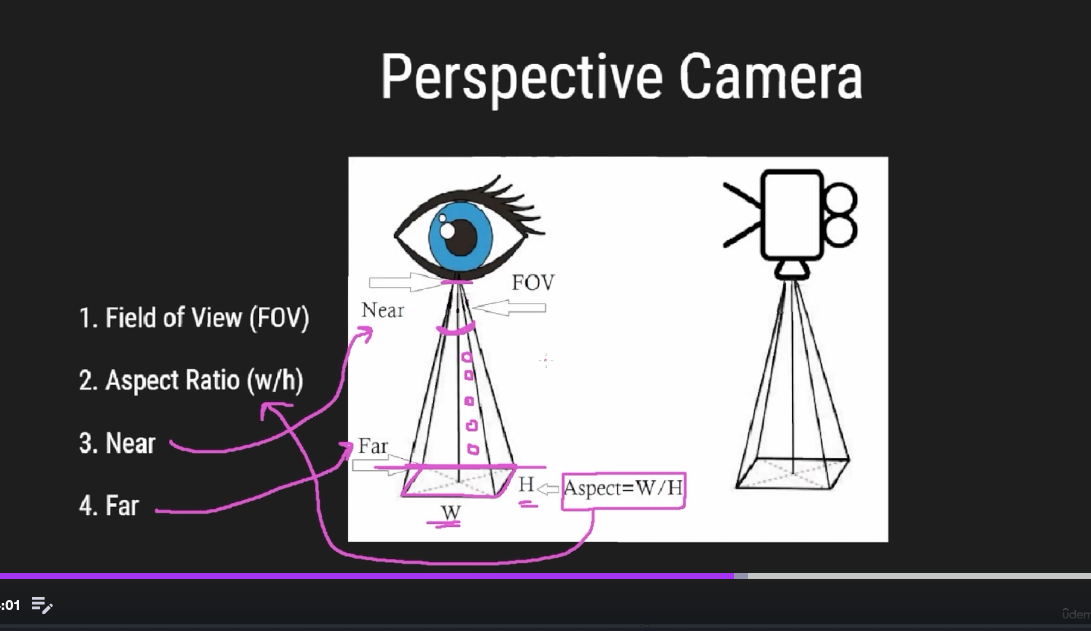 Perspective Camera
1. Field of View (FOV)
2. Aspect Ratio (w/h)
3. Near
4. Far
FOV
Near
Far
H
Aspect=W/H
W
:01